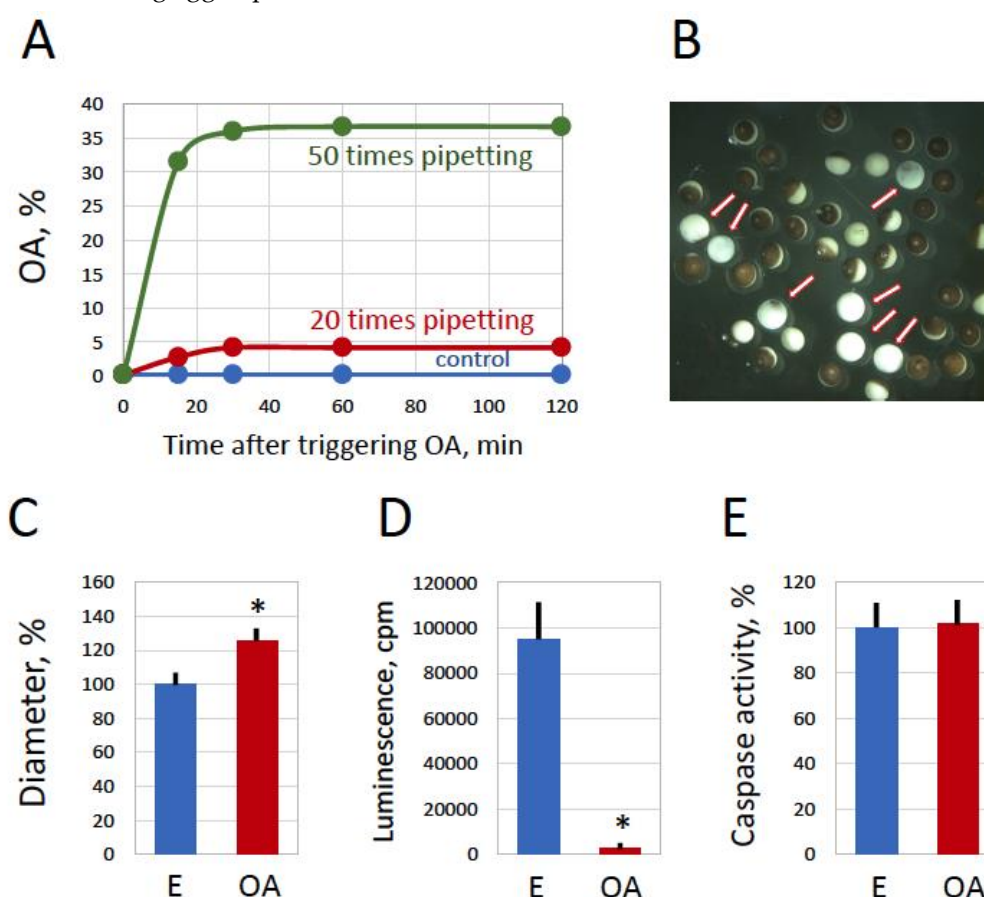 A
B
OA, %
40
35
30
25
20
15
10
5
0
50 times pipetting
20 times pipetting
control
0 20 40 60 80 100 120
Time after triggering OA, min
C
D
E
Diameter, %
160
140
120
100
80
60
40
20
0
*
E OA
Luminescence, cpm
120000
100000
80000
60000
40000
20000
0
*
E OA
Caspase activity, %
120
100
80
60
40
20
0
E OA